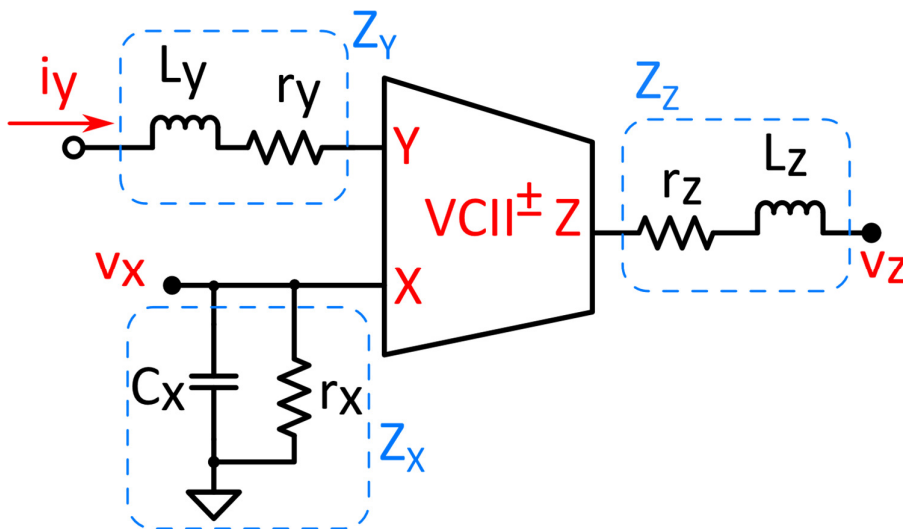 Z_Y
L_y
i_y
r_y
Z_Z
L_Z
r_Z
Y
VCII± Z
v_X
v_Z
X
C_X
r_X
Z_X